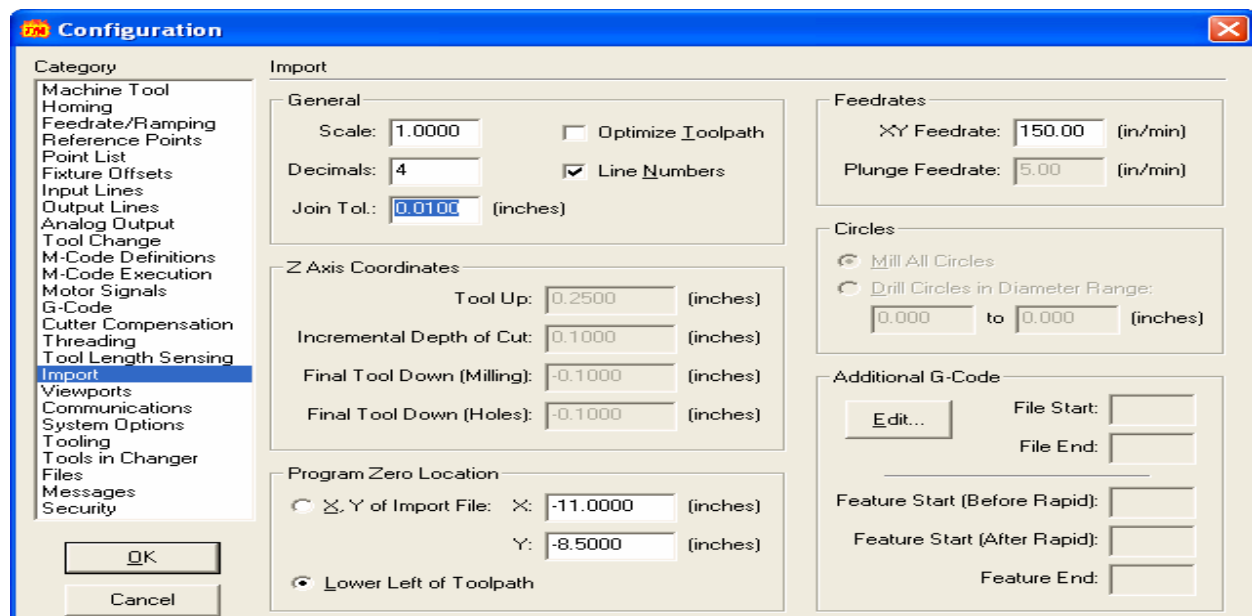 Configuration
Category
Machine Tool
Homing
Feedrate/Ramping
Reference Points
Point List
Fixture Offsets
Input Lines
Output Lines
Analog Output
Tool Change
M-Code Definitions
M-Code Execution
Motor Signals
G-Code
Cutter Compensation
Threading
Tool Length Sensing
Import
Viewports
Communications
System Options
Tooling
Tools in Changer
Files
Messages
Security
OK
Cancel
Import
General
Scale: 1.0000 Optimize Toolpath
Decimals: 4 Line Numbers
Join Tol.: 0.0100 (inches)
Z Axis Coordinates
Tool Up: 0.2500 (inches)
Incremental Depth of Cut: 0.1000 (inches)
Final Tool Down (Milling): -0.1000 (inches)
Final Tool Down (Holes): -0.1000 (inches)
Program Zero Location
X, Y of Import File: X: -11.0000 (inches)
Y: -8.5000 (inches)
Lower Left of Toolpath
Feedrates
XY Feedrate: 150.00 (in/min)
Plunge Feedrate: 5.00 (in/min)
Circles
Mill All Circles
Drill Circles in Diameter Range:
0.000 to 0.000 (inches)
Additional G-Code
Edit... File Start:
File End:
Feature Start (Before Rapid):
Feature Start (After Rapid):
Feature End: